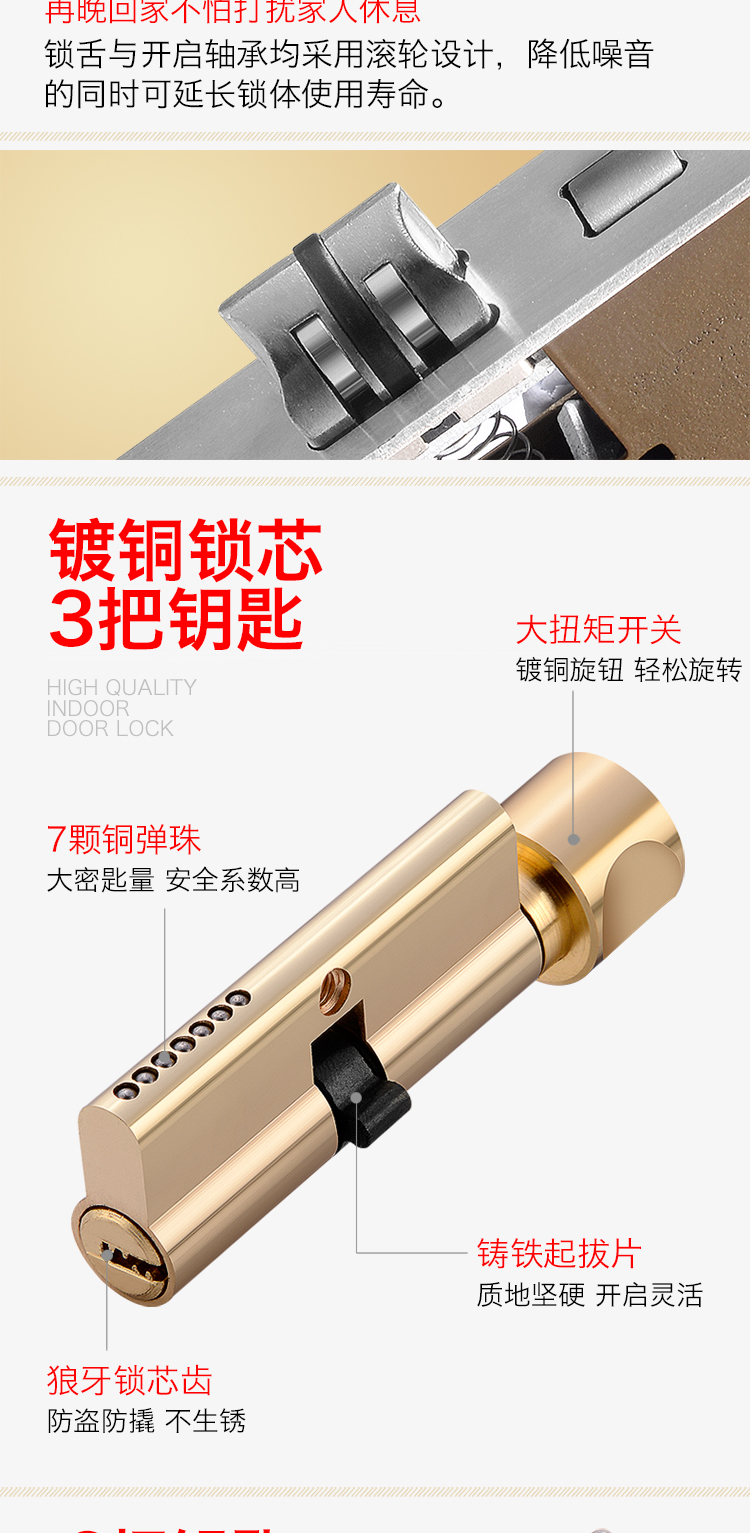 再晚回家不怕打扰家人休息
锁舌与开启轴承均采用滚轮设计，降低噪音
的同时可延长锁体使用寿命。
镀铜锁芯
3把钥匙
HIGH QUALITY
INDOOR
DOOR LOCK
大扭矩开关
镀铜旋钮 轻松旋转
7颗铜弹珠
大密匙量 安全系数高
铸铁起拔片
质地坚硬 开启灵活
狼牙锁芯齿
防盗防撬 不生锈